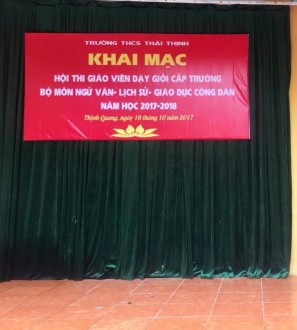 TRƯỜNG THCS THÁI THỊNH
KHAI MẠC
HỘI THI GIÁO VIÊN DẠY GIỎI CẤP TRƯỜNG
BỘ MÔN NGỮ VĂN- LỊCH SỬ- GIÁO DỤC CÔNG DÂN
NĂM HỌC 2017-2018
Thịnh Quang, ngày 16 tháng 10 năm 2017